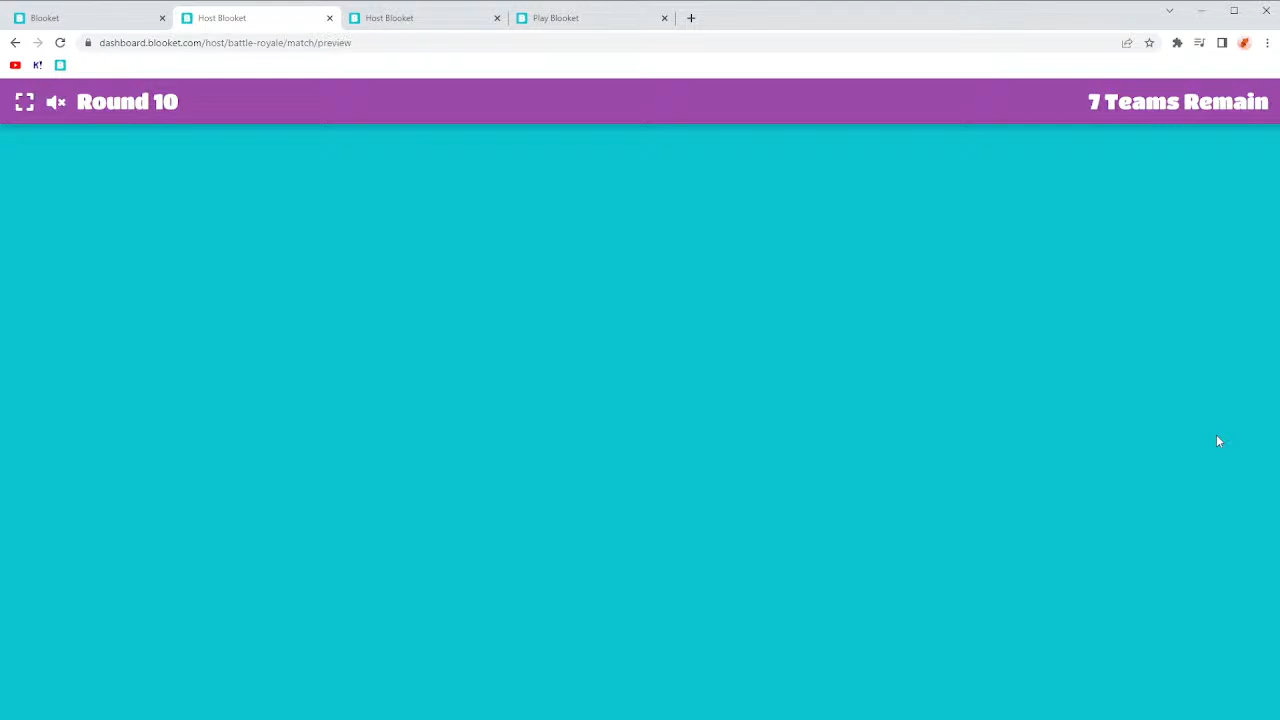 Blooket
Host Blooket
Host Blooket
Play Blooket
dashboard.blooket.com/host/battle-royale/match/preview
K!
Round 10
7 Teams Remain